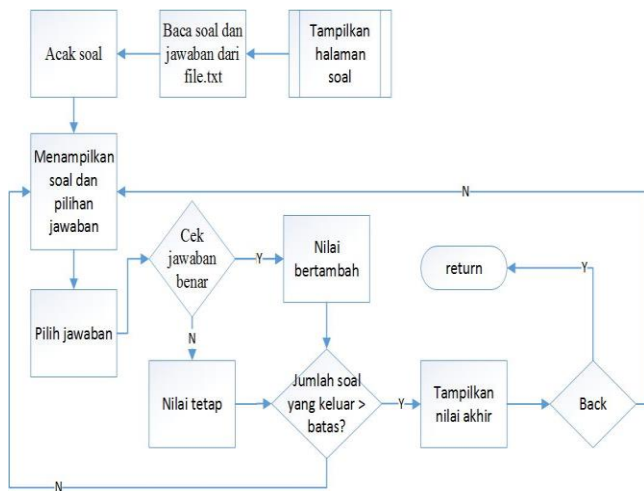 Tampilkan
halaman
soal
Baca soal dan
jawaban dari
file.txt
Acak soal
Menampilkan
soal dan
pilihan
jawaban
N
Pilih jawaban
Cek
jawaban
benar
Y
Nilai
bertambah
return
Y
N
Nilai tetap
Jumlah soal
yang keluar >
batas?
Y
Tampilkan
nilai akhir
Back
N